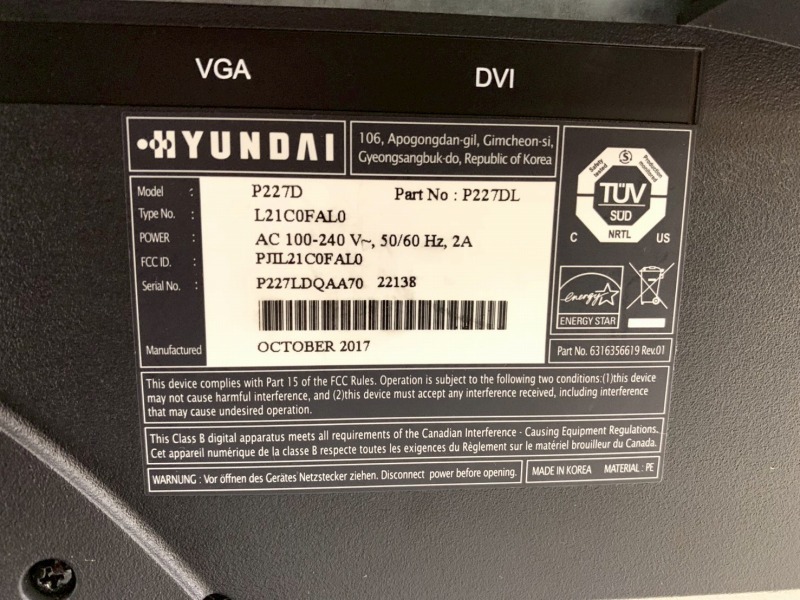 VGA DVI
HYUNDAI
106, Apogongdan-gil, Gimcheon-si,
Gyeongsangbuk-do, Republic of Korea
Model : P227D Part No : P227DL
Type No. : L21C0FAL0
POWER : AC 100-240 V~, 50/60 Hz, 2A
FCC ID. : PJIL21C0FAL0
Serial No. : P227LDQAA70 22138
Manufactured OCTOBER 2017
Safety tested
Production monitored
S
TÜV
SÜD
NRTL
C US
energy
ENERGY STAR
Part No. 6316356619 Rev.01
This device complies with Part 15 of the FCC Rules. Operation is subject to the following two conditions:(1)this device
may not cause harmful interference, and (2)this device must accept any interference received, including interference
that may cause undesired operation.
This Class B digital apparatus meets all requirements of the Canadian Interference - Causing Equipment Regulations.
Cet appareil numérique de la classe B respecte toutes les exigences du Règlement sur le matériel brouilleur du Canada.
WARNUNG : Vor öffnen des Gerätes Netzstecker ziehen. Disconnect power before opening.
MADE IN KOREA MATERIAL : PE